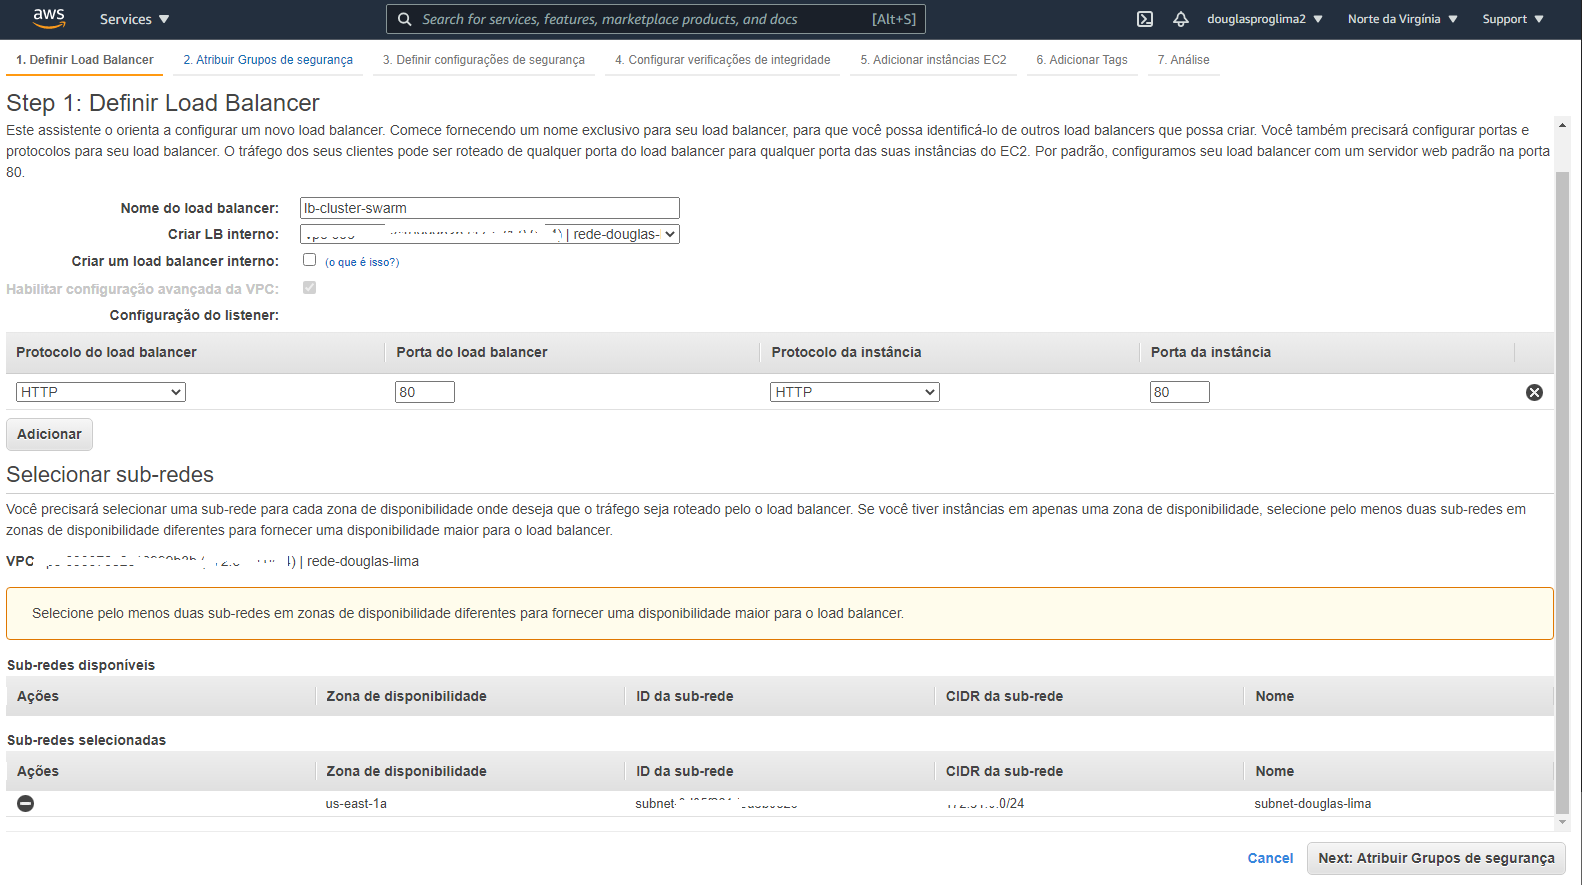 aws
Services
Search for services, features, marketplace products, and docs [Alt+S]
douglasproglima2
Norte da Virgínia
Support
1. Definir Load Balancer
2. Atribuir Grupos de segurança
3. Definir configurações de segurança
4. Configurar verificações de integridade
5. Adicionar instâncias EC2
6. Adicionar Tags
7. Análise
Step 1: Definir Load Balancer
Este assistente o orienta a configurar um novo load balancer. Comece fornecendo um nome exclusivo para seu load balancer, para que você possa identificá-lo de outros load balancers que possa criar. Você também precisará configurar portas e
protocolos para seu load balancer. O tráfego dos seus clientes pode ser roteado de qualquer porta do load balancer para qualquer porta das suas instâncias do EC2. Por padrão, configuramos seu load balancer com um servidor web padrão na porta
80.
Nome do load balancer: lb-cluster-swarm
Criar LB interno: | rede-douglas-
Criar um load balancer interno: (o que é isso?)
Habilitar configuração avançada da VPC:
Configuração do listener:
Protocolo do load balancer Porta do load balancer Protocolo da instância Porta da instância
HTTP 80 HTTP 80
Adicionar
Selecionar sub-redes
Você precisará selecionar uma sub-rede para cada zona de disponibilidade onde deseja que o tráfego seja roteado pelo o load balancer. Se você tiver instâncias em apenas uma zona de disponibilidade, selecione pelo menos duas sub-redes em
zonas de disponibilidade diferentes para fornecer uma disponibilidade maior para o load balancer.
VPC | rede-douglas-lima
Selecione pelo menos duas sub-redes em zonas de disponibilidade diferentes para fornecer uma disponibilidade maior para o load balancer.
Sub-redes disponíveis
Ações Zona de disponibilidade ID da sub-rede CIDR da sub-rede Nome
Sub-redes selecionadas
Ações Zona de disponibilidade ID da sub-rede CIDR da sub-rede Nome
us-east-1a subnet- .0/24 subnet-douglas-lima
Cancel
Next: Atribuir Grupos de segurança